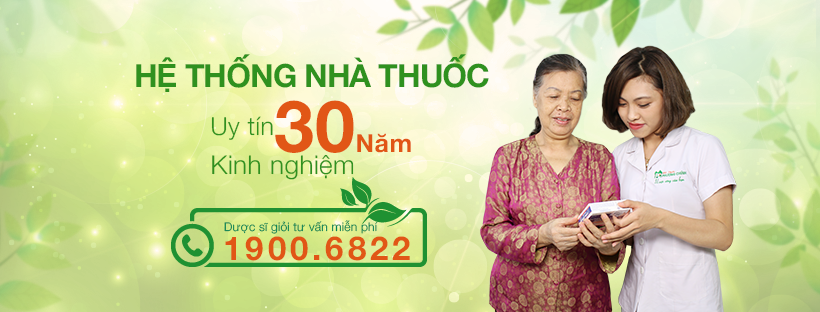 HỆ THỐNG NHÀ THUỐC
Uy tín 30 Năm
Kinh nghiệm
Dược sĩ giỏi tư vấn miễn phí
1900.6822